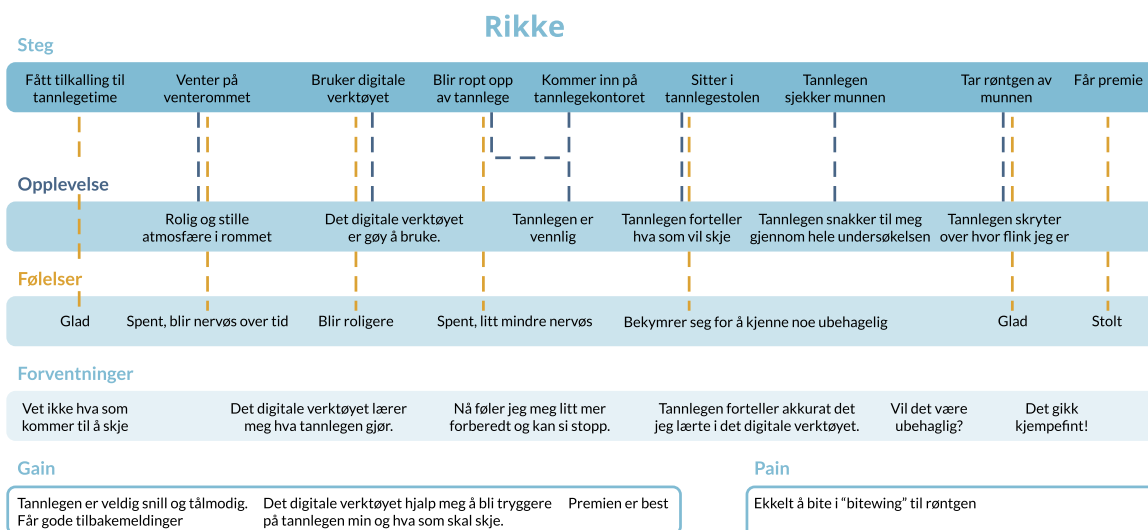 Rikke
Steg
Fått tilkalling til
tannlegetime
Venter på
venterommet
Bruker digitale
verktøyet
Blir ropt opp
av tannlege
Kommer inn på
tannlegekontoret
Sitter i
tannlegestolen
Tannlegen
sjekker munnen
Tar røntgen av
munnen
Får premie
Opplevelse
Rolig og stille
atmosfære i rommet
Det digitale verktøyet
er gøy å bruke.
Tannlegen er
vennlig
Tannlegen forteller
hva som vil skje
Tannlegen snakker til meg
gjennom hele undersøkelsen
Tannlegen skryter
over hvor flink jeg er
Følelser
Glad
Spent, blir nervøs over tid
Blir roligere
Spent, litt mindre nervøs
Bekymrer seg for å kjenne noe ubehagelig
Glad
Stolt
Forventninger
Vet ikke hva som
kommer til å skje
Det digitale verktøyet lærer
meg hva tannlegen gjør.
Nå føler jeg meg litt mer
forberedt og kan si stopp.
Tannlegen forteller akkurat det
jeg lærte i det digitale verktøyet.
Vil det være
ubehaglig?
Det gikk
kjempefint!
Gain
Tannlegen er veldig snill og tålmodig.
Får gode tilbakemeldinger
Det digitale verktøyet hjalp meg å bli tryggere
på tannlegen min og hva som skal skje.
Premien er best
Pain
Ekkelt å bite i “bitewing” til røntgen